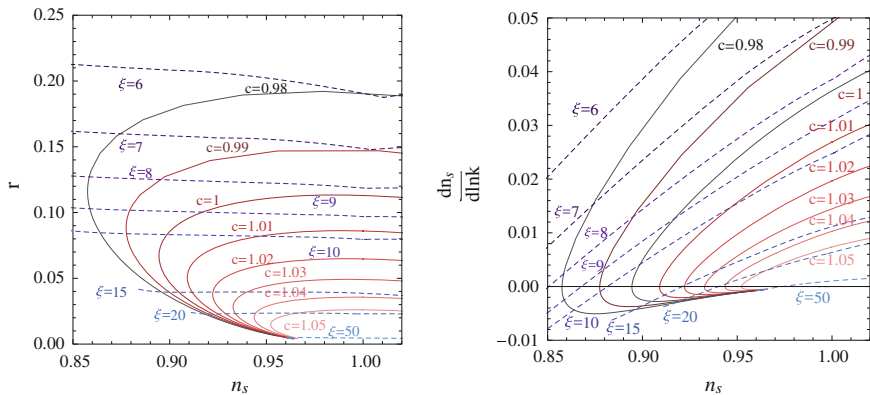 0.25
0.20
0.15
0.10
0.05
0.00
r
0.85
0.90
0.95
1.00
n_s
ξ=6
c=0.98
ξ=7
c=0.99
ξ=8
c=1
ξ=9
c=1.01
ξ=10
c=1.02
c=1.03
ξ=15
c=1.04
ξ=20
c=1.05
ξ=50
0.05
0.04
0.03
0.02
0.01
0.00
−0.01
dn_s
dlnk
0.85
0.90
0.95
1.00
n_s
c=0.98
c=0.99
ξ=6
c=1
c=1.01
c=1.02
ξ=7
c=1.03
ξ=8
c=1.04
ξ=9
c=1.05
ξ=10
ξ=15
ξ=20
ξ=50